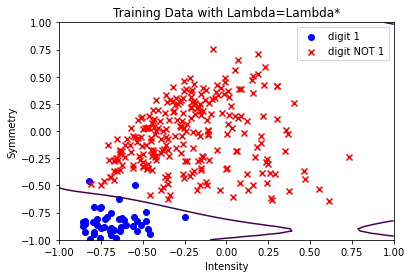 Training Data with Lambda=Lambda*
1.00
0.75
0.50
0.25
0.00
−0.25
−0.50
−0.75
−1.00
Symmetry
digit 1
digit NOT 1
−1.00 −0.75 −0.50 −0.25 0.00 0.25 0.50 0.75 1.00
Intensity